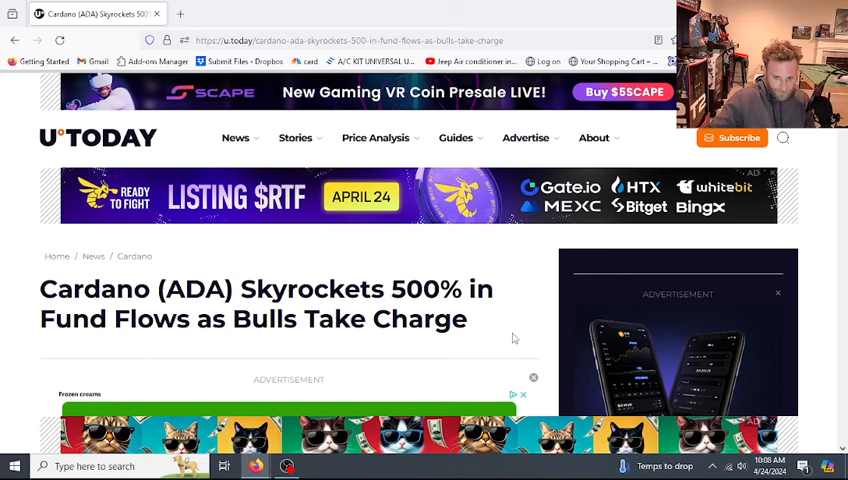 Cardano (ADA) Skyrockets 500%
https://u.today/cardano-ada-skyrockets-500-in-fund-flows-as-bulls-take-charge
Getting Started Gmail Add-ons Manager Submit Files - Dropbox card A/C KIT UNIVERSAL U... Jeep Air conditioner in... Log on Your Shopping Cart -
SCAPE New Gaming VR Coin Presale LIVE! Buy $5SCAPE
U°TODAY News Stories Price Analysis Guides Advertise About Subscribe
AD
READY TO FIGHT LISTING $RTF APRIL 24 Gate.io HTX whiteBIT
MEXC Bitget BingX
Home / News / Cardano
Cardano (ADA) Skyrockets 500% in
Fund Flows as Bulls Take Charge
ADVERTISEMENT
ADVERTISEMENT
Frozen creams
AD
Type here to search
Temps to drop
10:08 AM
4/24/2024